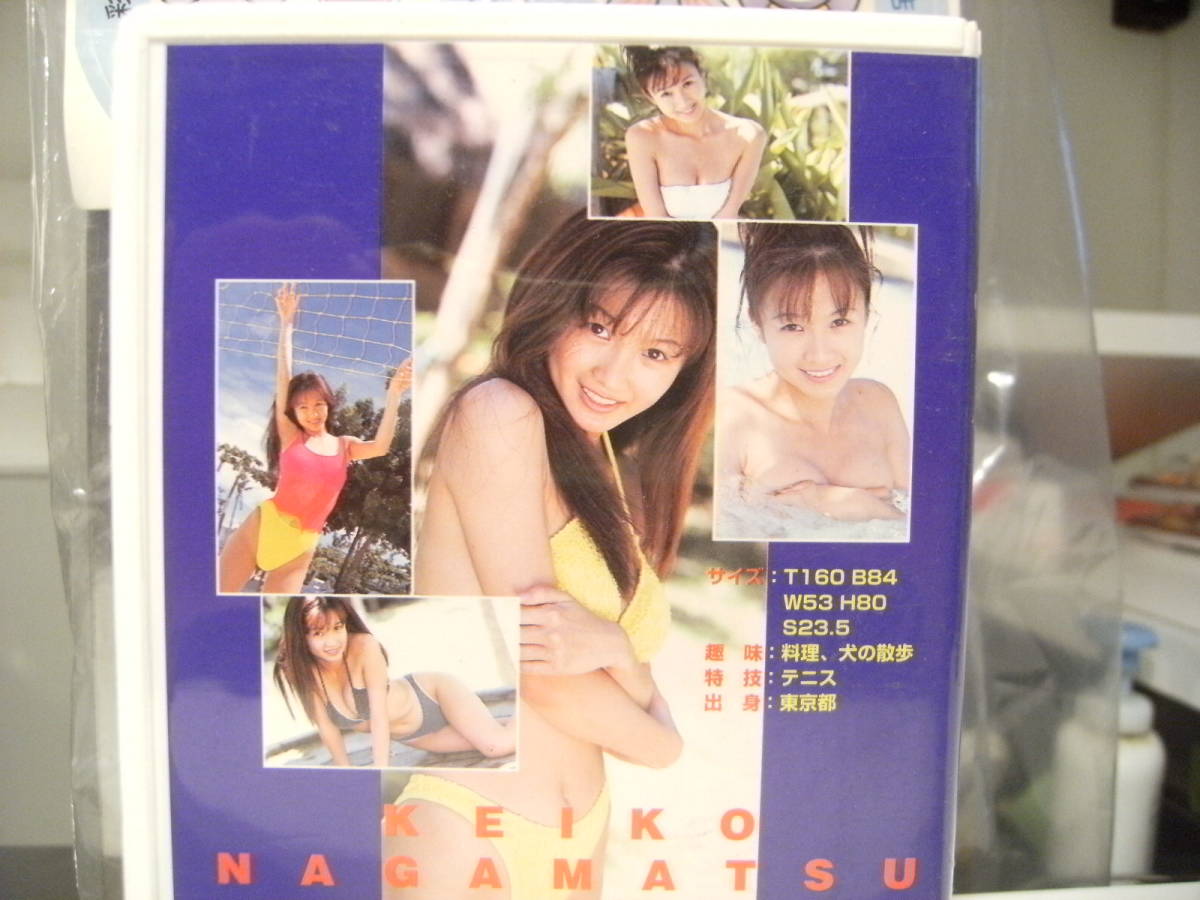 サイズ：T160 B84
W53 H80
S23.5
趣 味：料理、犬の散歩
特 技：テニス
出 身：東京都
KEIKO
NAGAMATSU